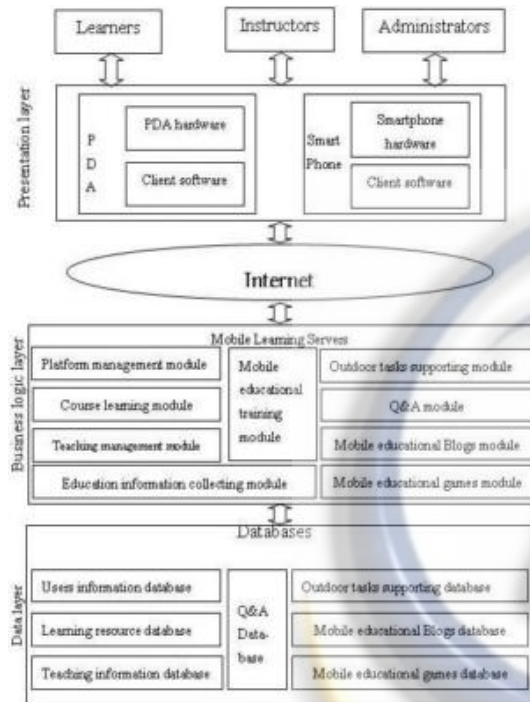 Learners
Instructors
Administrators
Presentation layer
P
D
A
PDA hardware
Client software
Smart
Phone
Smartphone
hardware
Client software
Internet
Business logic layer
Mobile Learning Servers
Platform management module
Course learning module
Teaching management module
Education information collecting module
Mobile
educational
training
module
Outdoor tasks supporting module
Q&A module
Mobile educational Blogs module
Mobile educational games module
Data layer
Databases
Users information database
Learning resource database
Teaching information database
Q&A
Data-
base
Outdoor tasks supporting database
Mobile educational Blogs database
Mobile educational games database